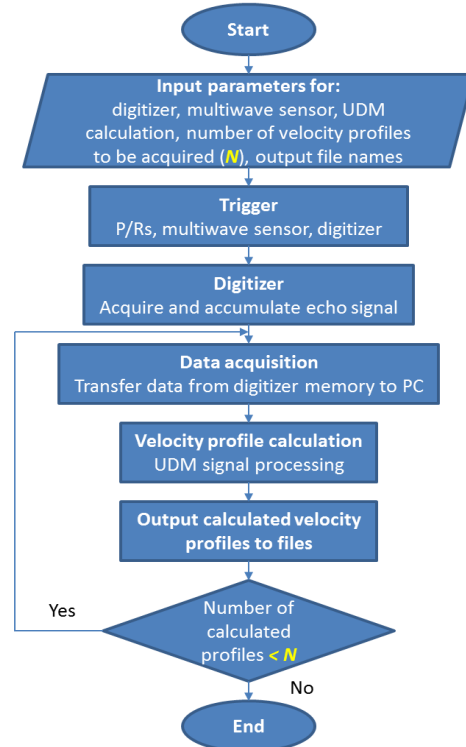 Start
Input parameters for:
digitizer, multiwave sensor, UDM
calculation, number of velocity profiles
to be acquired (N), output file names
Trigger
P/Rs, multiwave sensor, digitizer
Digitizer
Acquire and accumulate echo signal
Data acquisition
Transfer data from digitizer memory to PC
Velocity profile calculation
UDM signal processing
Output calculated velocity
profiles to files
Yes
Number of
calculated
profiles < N
No
End